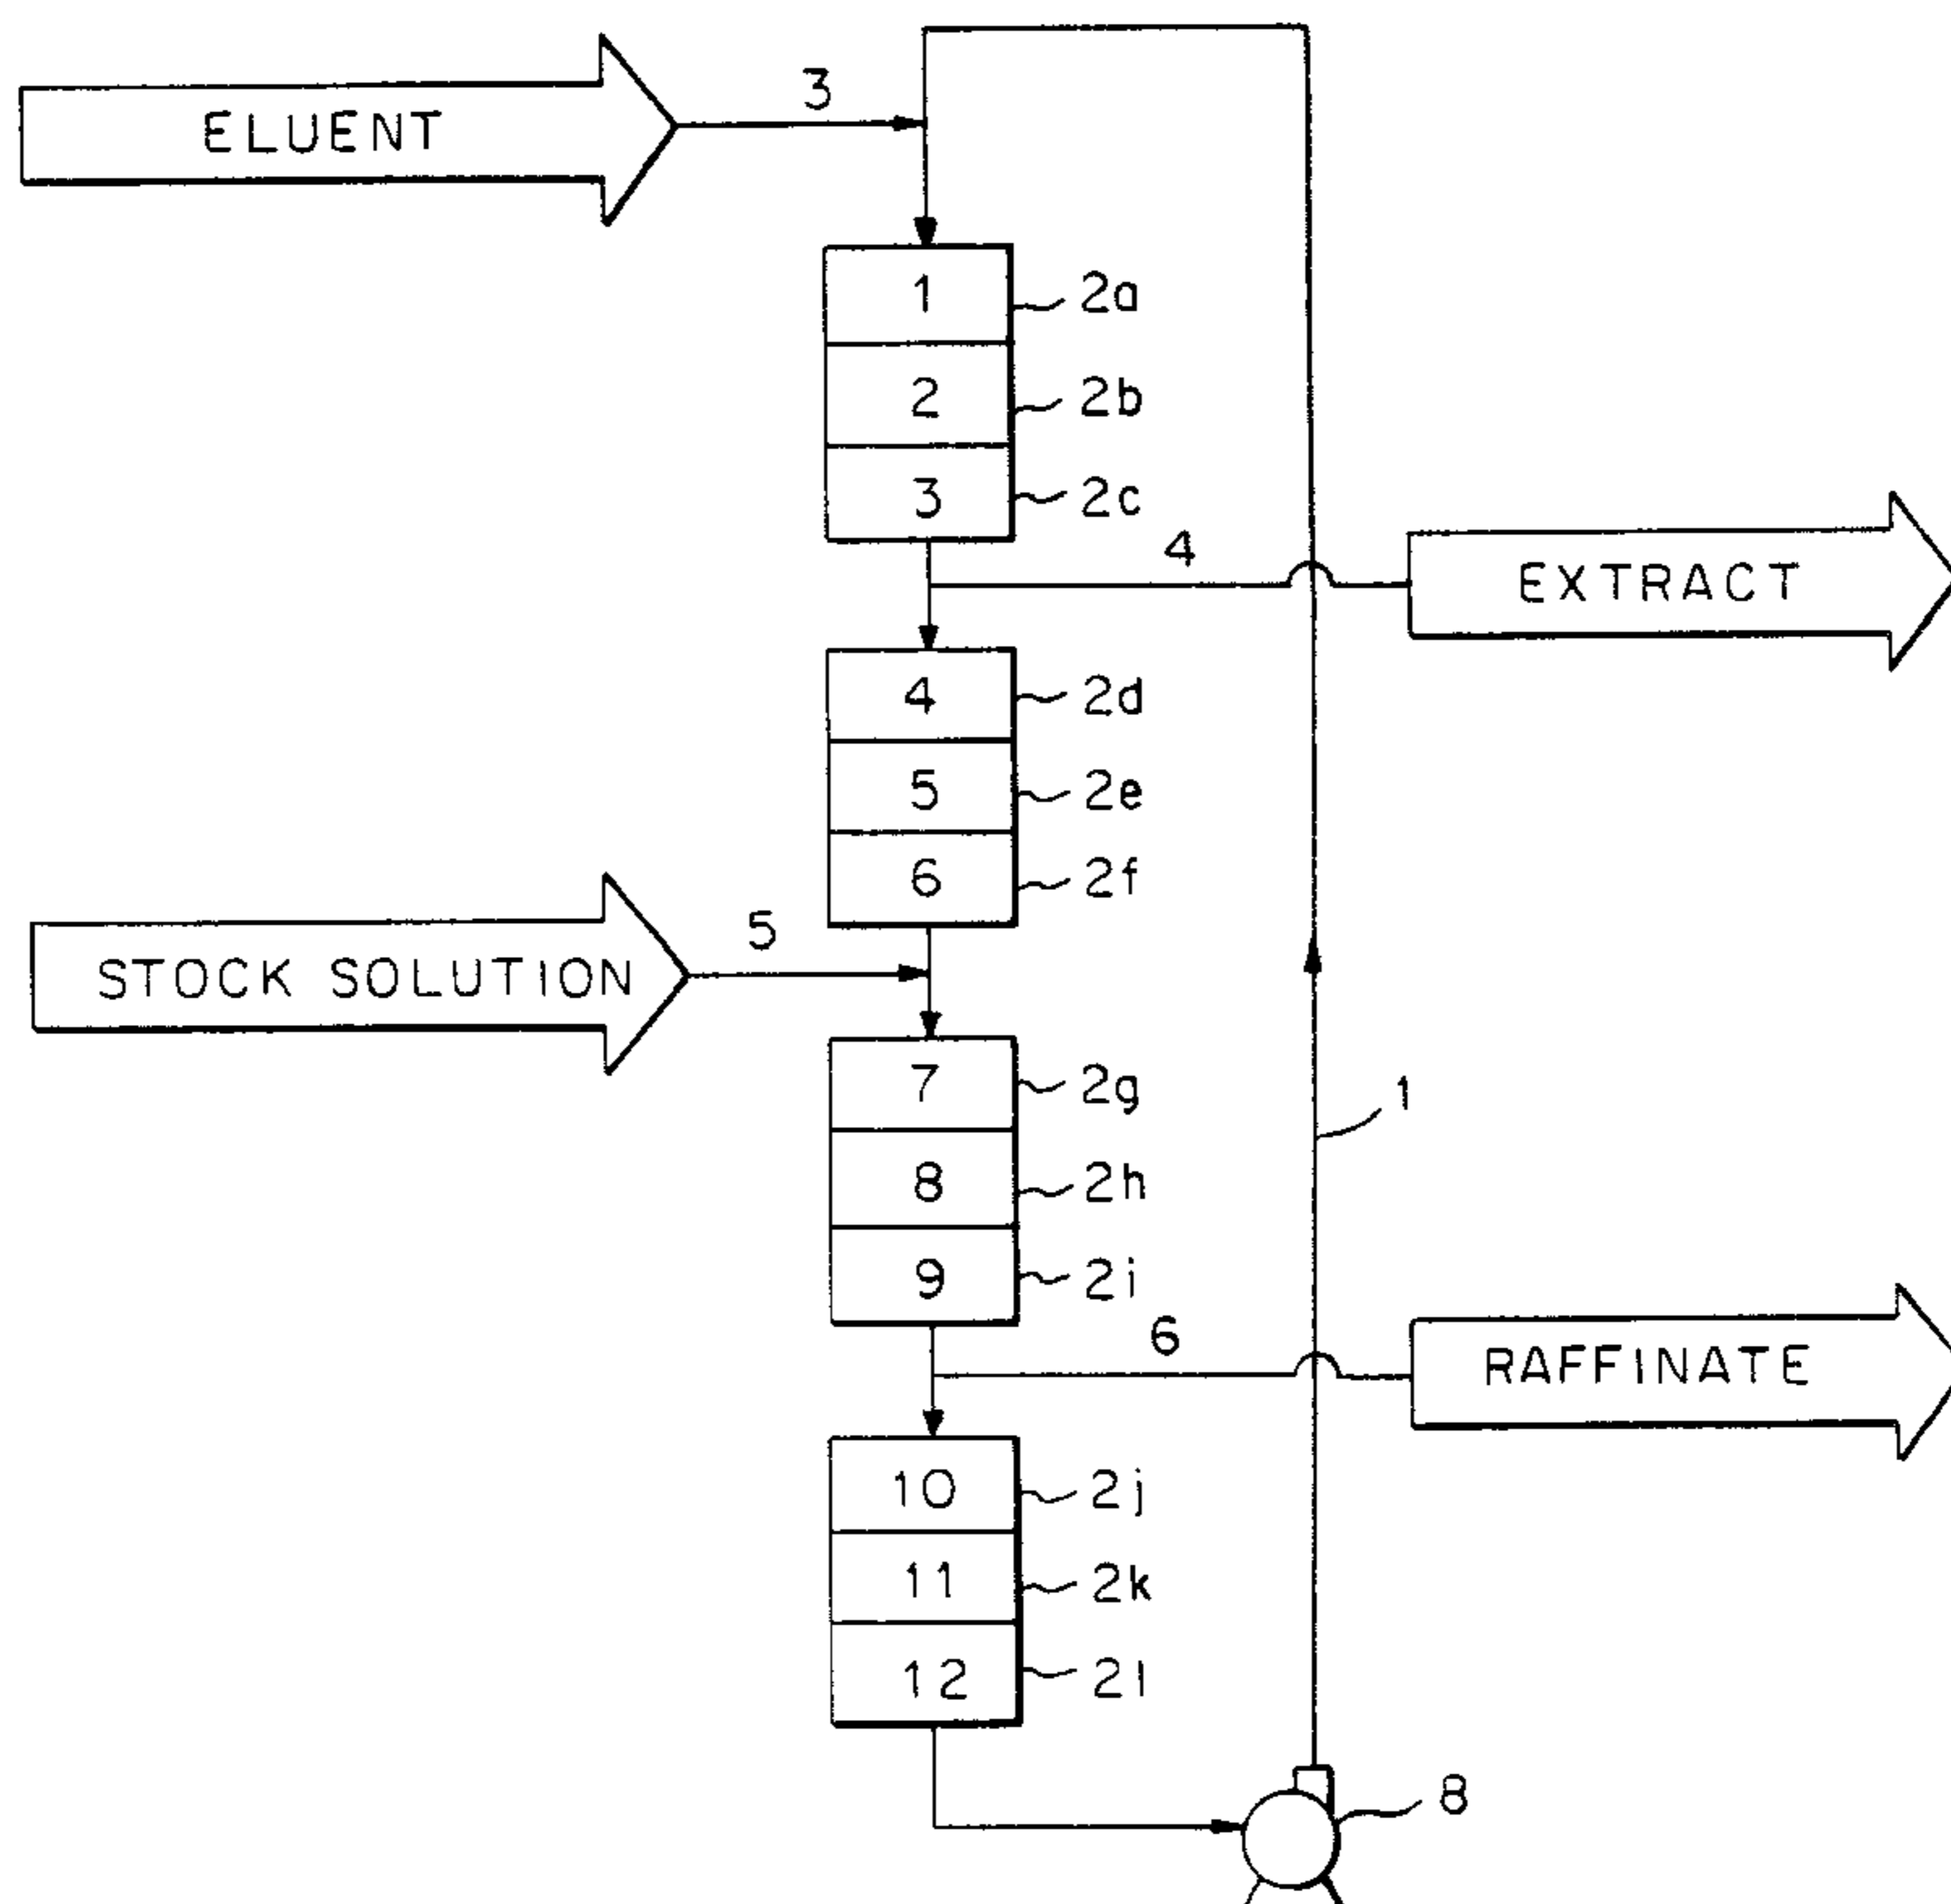 3
ELUENT
1 2a
2 2b
3 2c
4
EXTRACT
4 2d
5 2e
6 2f
5
STOCK SOLUTION
7 2g
1
8 2h
9 2i
6
RAFFINATE
10 2j
11 2k
12 2l
8